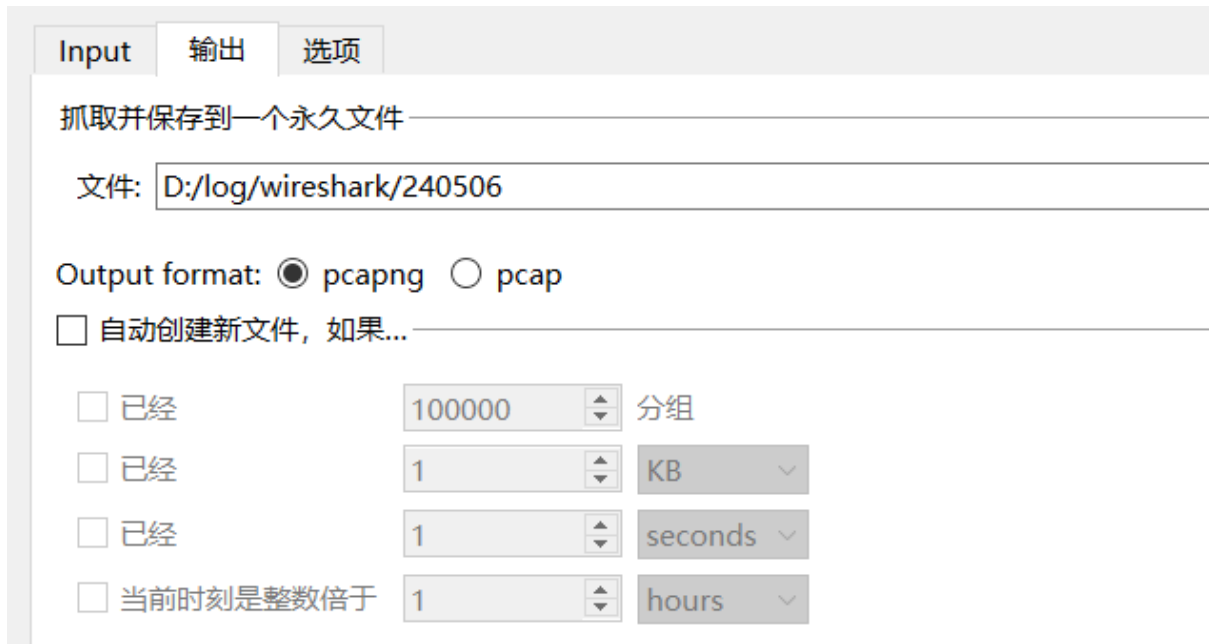 Input 输出 选项
抓取并保存到一个永久文件
文件: D:/log/wireshark/240506
Output format: pcapng pcap
自动创建新文件，如果...
已经 100000 分组
已经 1 KB
已经 1 seconds
当前时刻是整数倍于 1 hours